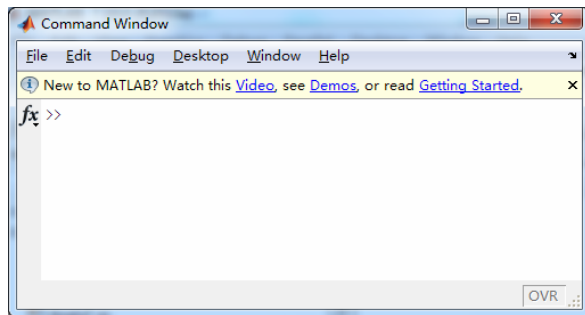 Command Window
File Edit Debug Desktop Window Help
New to MATLAB? Watch this Video, see Demos, or read Getting Started.
fx >>
OVR